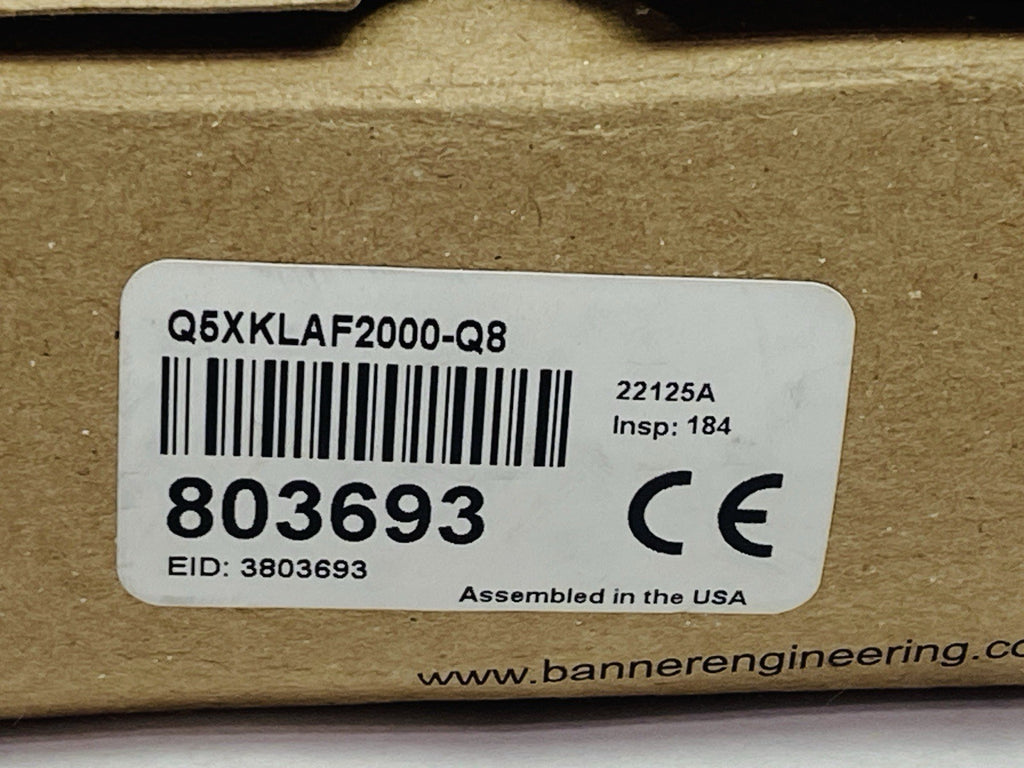 Q5XKLAF2000-Q8
22125A
Insp: 184
803693
CE
EID: 3803693
Assembled in the USA
www.bannerengineering.co